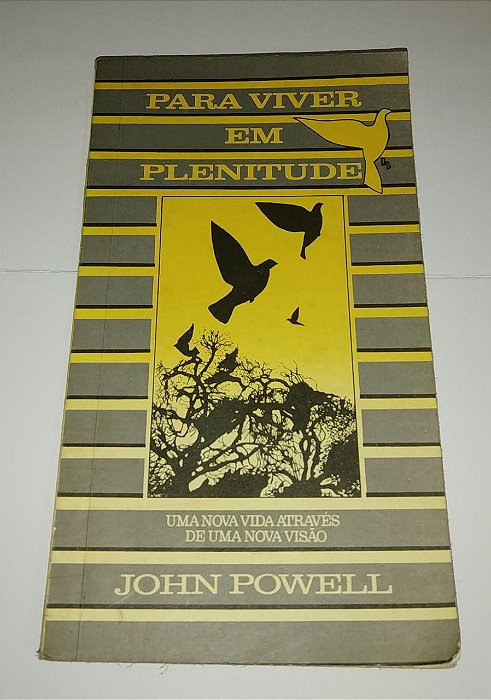 PARA VIVER
EM
PLENITUDE
UMA NOVA VIDA ATRAVÉS
DE UMA NOVA VISÃO
JOHN POWELL